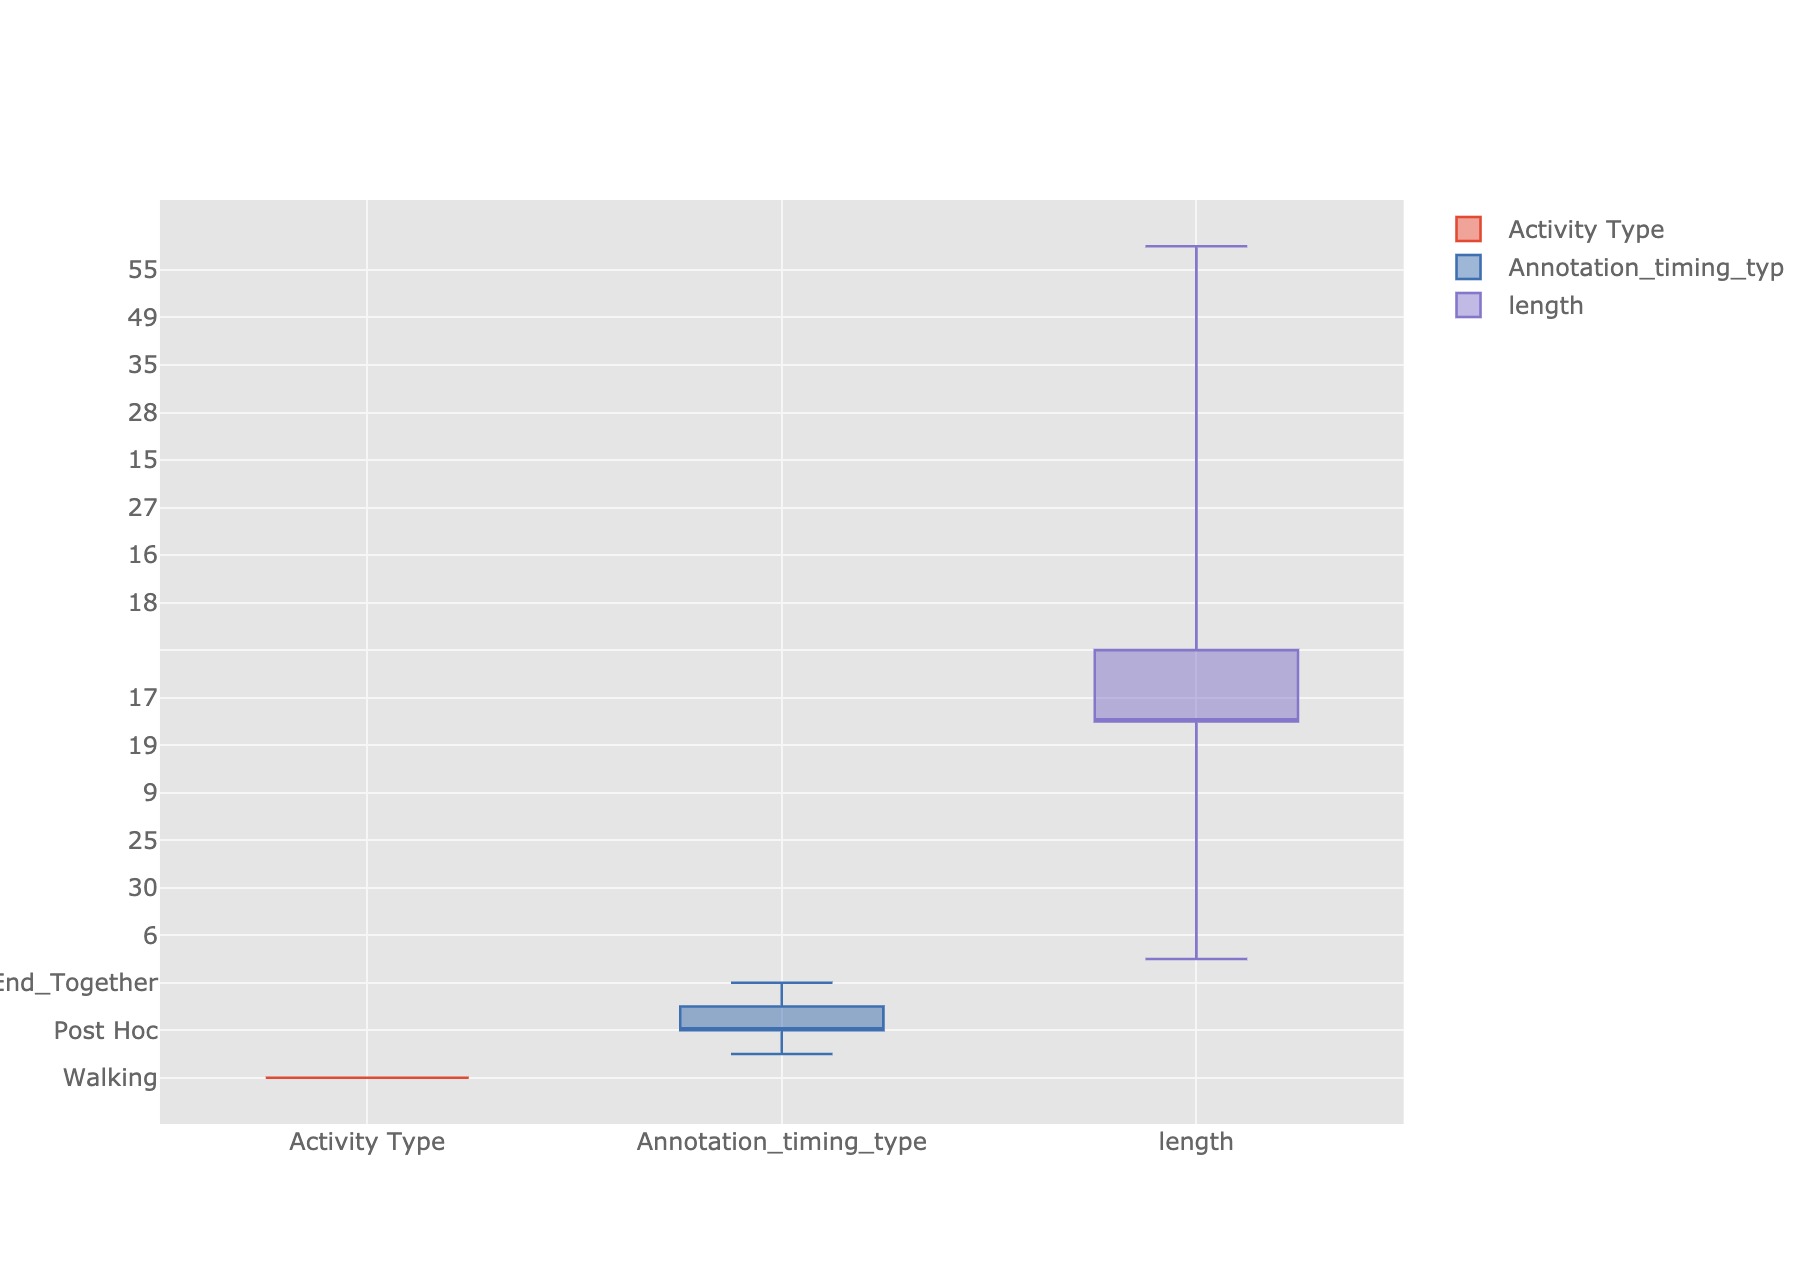 Activity Type
Annotation_timing_typ
length
55
49
35
28
15
27
16
18
17
19
9
25
30
6
End_Together
Post Hoc
Walking
Activity Type
Annotation_timing_type
length